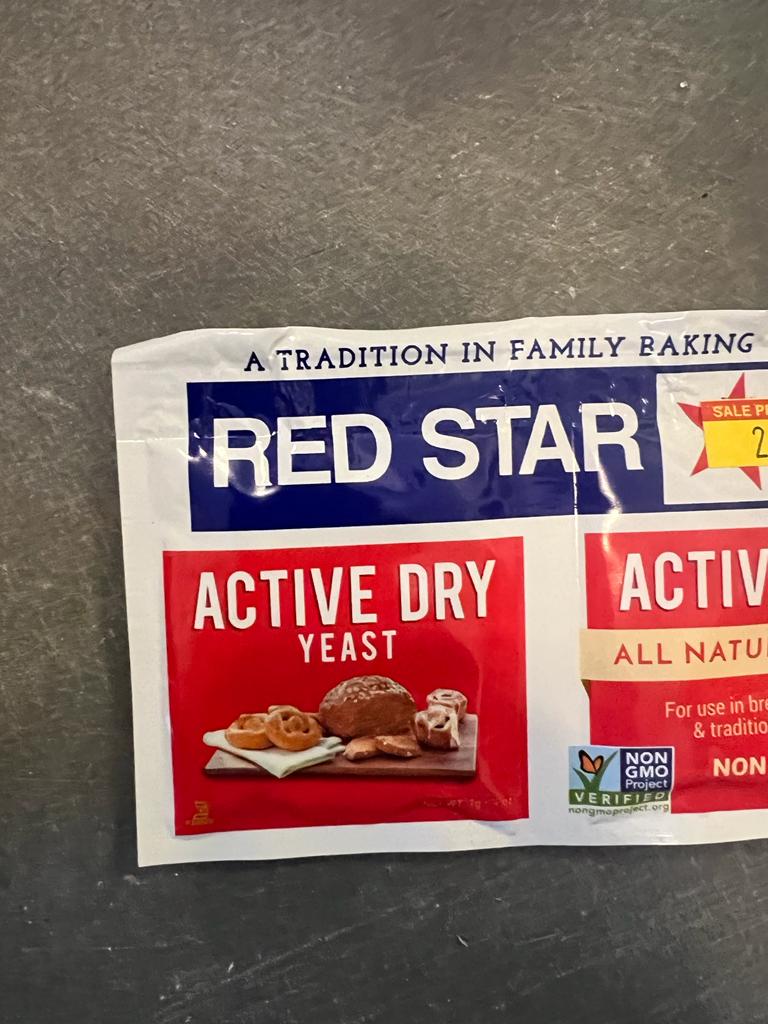 A TRADITION IN FAMILY BAKING
RED STAR
SALE
2
ACTIVE DRY
YEAST
ACTIV
ALL NATU
For use in bre
& traditio
NON
NON
GMO
Project
VERIFIED
nongmoproject.org